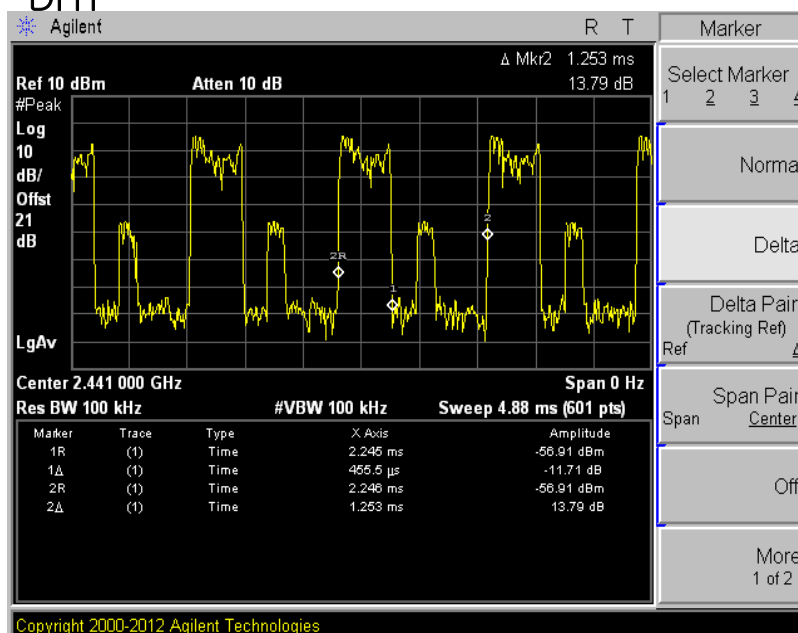 DH1
Agilent R T Marker
Δ Mkr2 1.253 ms
Ref 10 dBm Atten 10 dB 13.79 dB
#Peak
Log
10
dB/
Offst
21
dB
2R
1
2
LgAv
Center 2.441 000 GHz Span 0 Hz
Res BW 100 kHz #VBW 100 kHz Sweep 4.88 ms (601 pts)
Marker Trace Type X Axis Amplitude
1R (1) Time 2.245 ms -56.91 dBm
1Δ (1) Time 455.5 µs -11.71 dB
2R (1) Time 2.246 ms -56.91 dBm
2Δ (1) Time 1.253 ms 13.79 dB
Select Marker
1 2 3 4
Norma
Delta
Delta Pair
(Tracking Ref)
Ref Δ
Span Pair
Span Center
Off
More
1 of 2
Copyright 2000-2012 Agilent Technologies